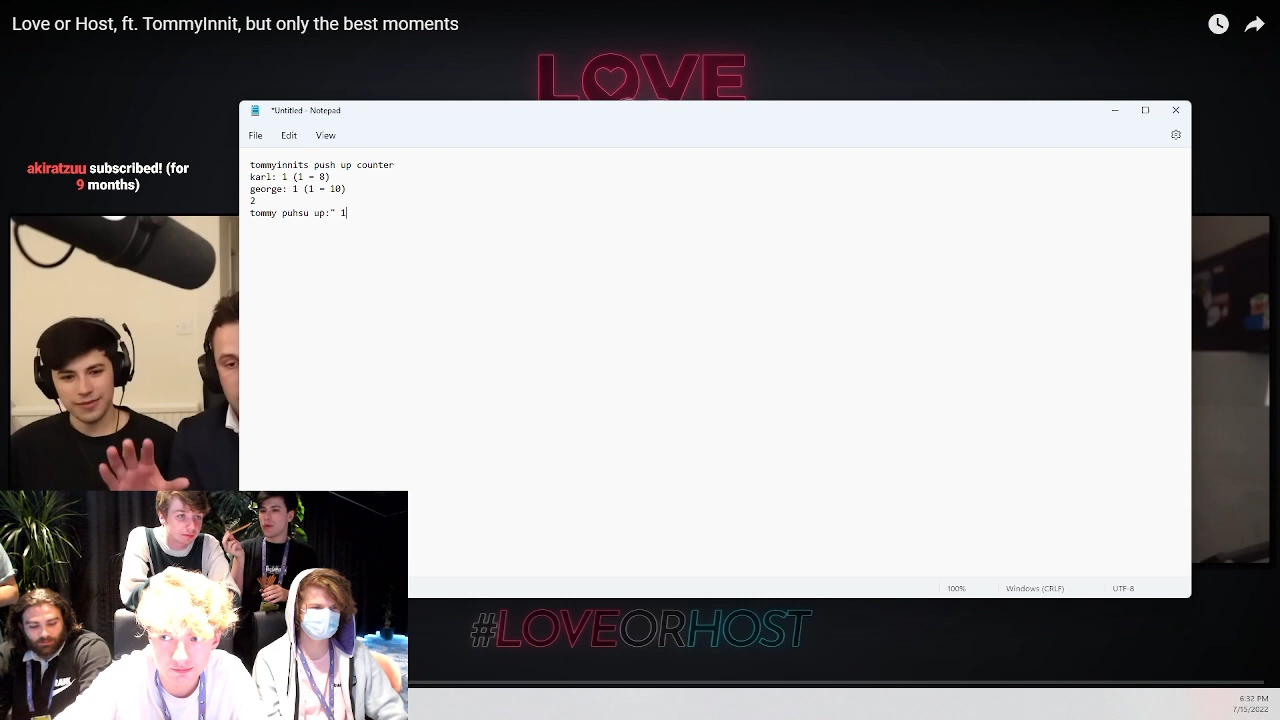 Love or Host, ft. TommyInnit, but only the best moments
LOVE
*Untitled - Notepad
File Edit View
akiratzuu subscribed! (for
9 months)
tommyinnits push up counter
karl: 1 (1 = 8)
george: 1 (1 = 10)
2
tommy puhsu up:" 1
100% Windows (CRLF) UTF-8
#LOVEORHOST
6:32 PM
7/15/2022